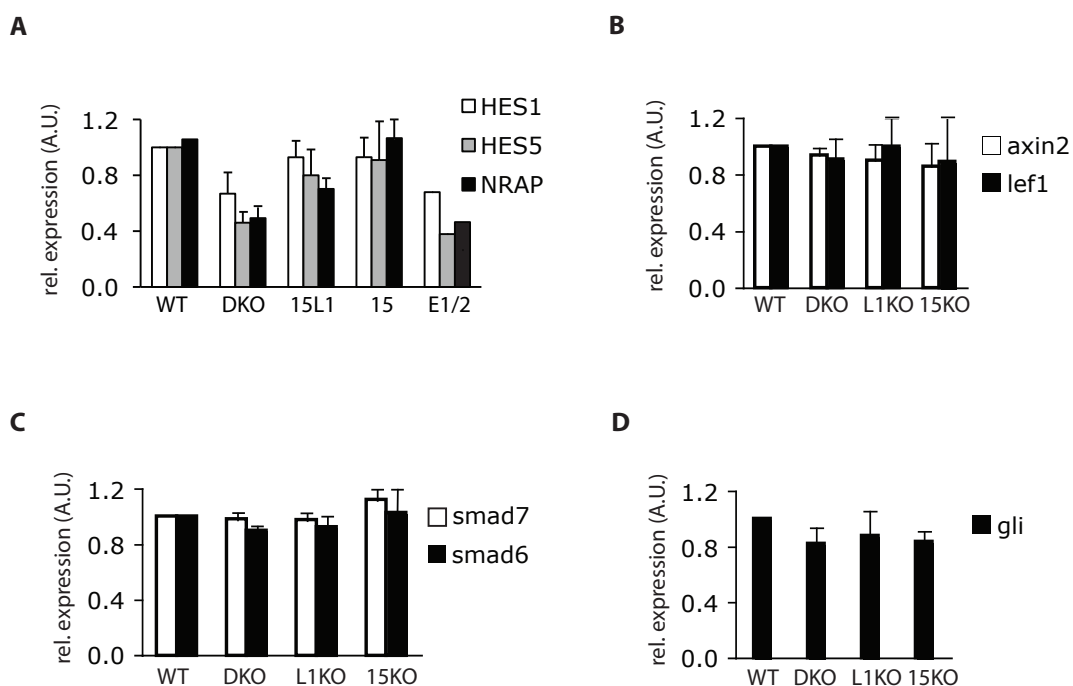 A
rel. expression (A.U.)
1.2
0.8
0.4
0.0
HES1
HES5
NRAP
WT DKO 15L1 15 E1/2
B
rel. expression (A.U.)
1.2
0.8
0.4
0.0
axin2
lef1
WT DKO L1KO 15KO
C
rel. expression (A.U.)
1.2
0.8
0.4
0.0
smad7
smad6
WT DKO L1KO 15KO
D
rel. expression (A.U.)
1.2
0.8
0.4
0.0
gli
WT DKO L1KO 15KO